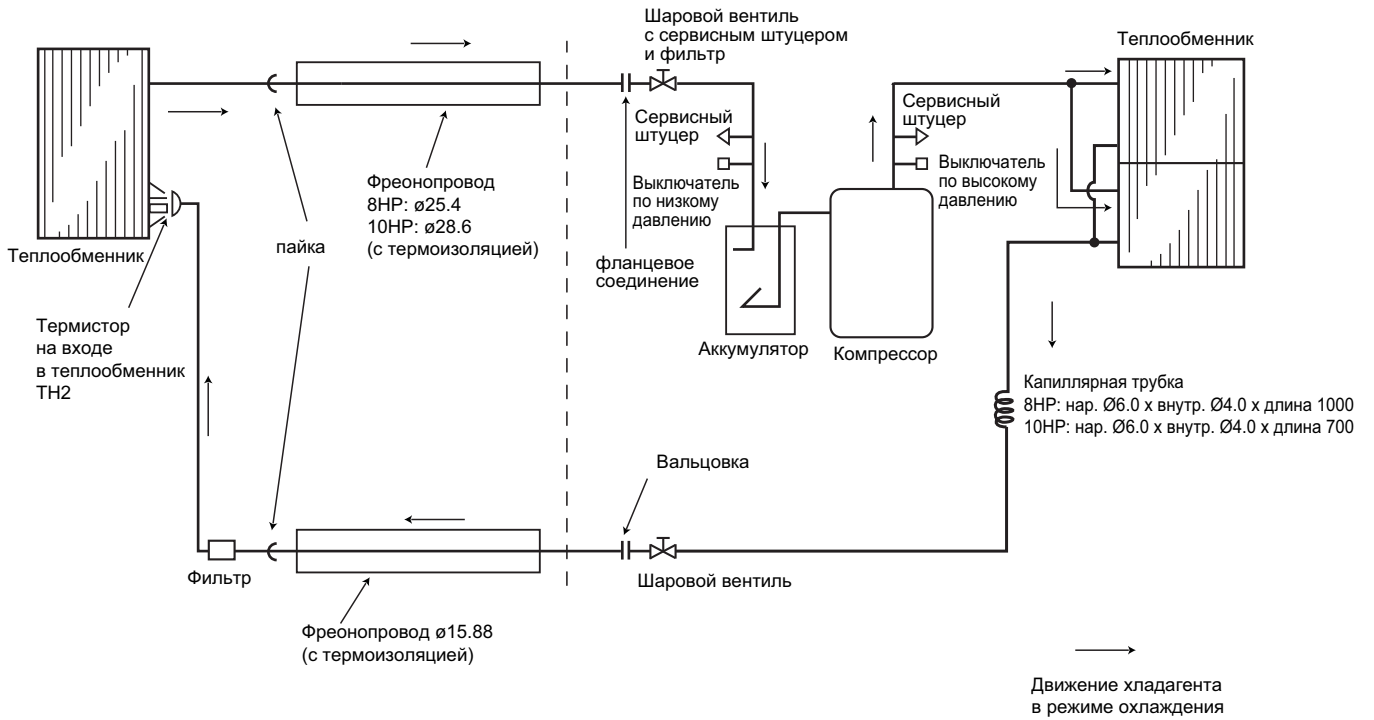 Шаровой вентиль
с сервисным штуцером
и фильтр
Теплообменник
Сервисный
штуцер
Сервисный
штуцер
Выключатель
по низкому
давлению
Выключатель
по высокому
давлению
Фреонопровод
8HP: ø25.4
10HP: ø28.6
(с термоизоляцией)
пайка
Теплообменник
фланцевое
соединение
Термистор
на входе
в теплообменник
TH2
Аккумулятор
Компрессор
Капиллярная трубка
8HP: нар. Ø6.0 x внутр. Ø4.0 x длина 1000
10HP: нар. Ø6.0 x внутр. Ø4.0 x длина 700
Вальцовка
Фильтр
Шаровой вентиль
Фреонопровод ø15.88
(с термоизоляцией)
Движение хладагента
в режиме охлаждения